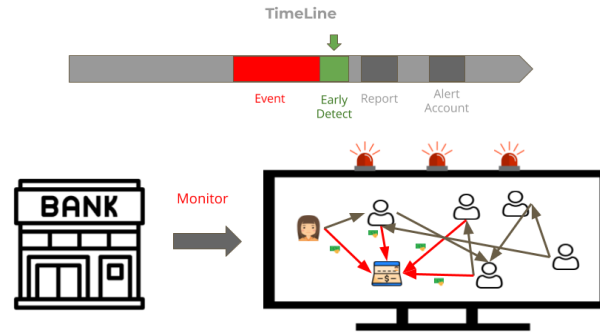 TimeLine
Event
Early
Detect
Report
Alert
Account
BANK
Monitor
$